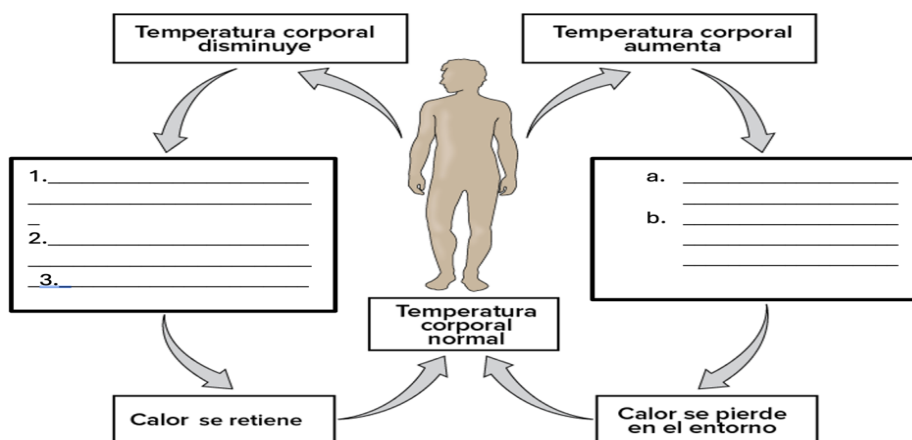 Temperatura corporal
disminuye
Temperatura corporal
aumenta
1.
2.
3.
a.
b.
Temperatura
corporal
normal
Calor se retiene
Calor se pierde
en el entorno